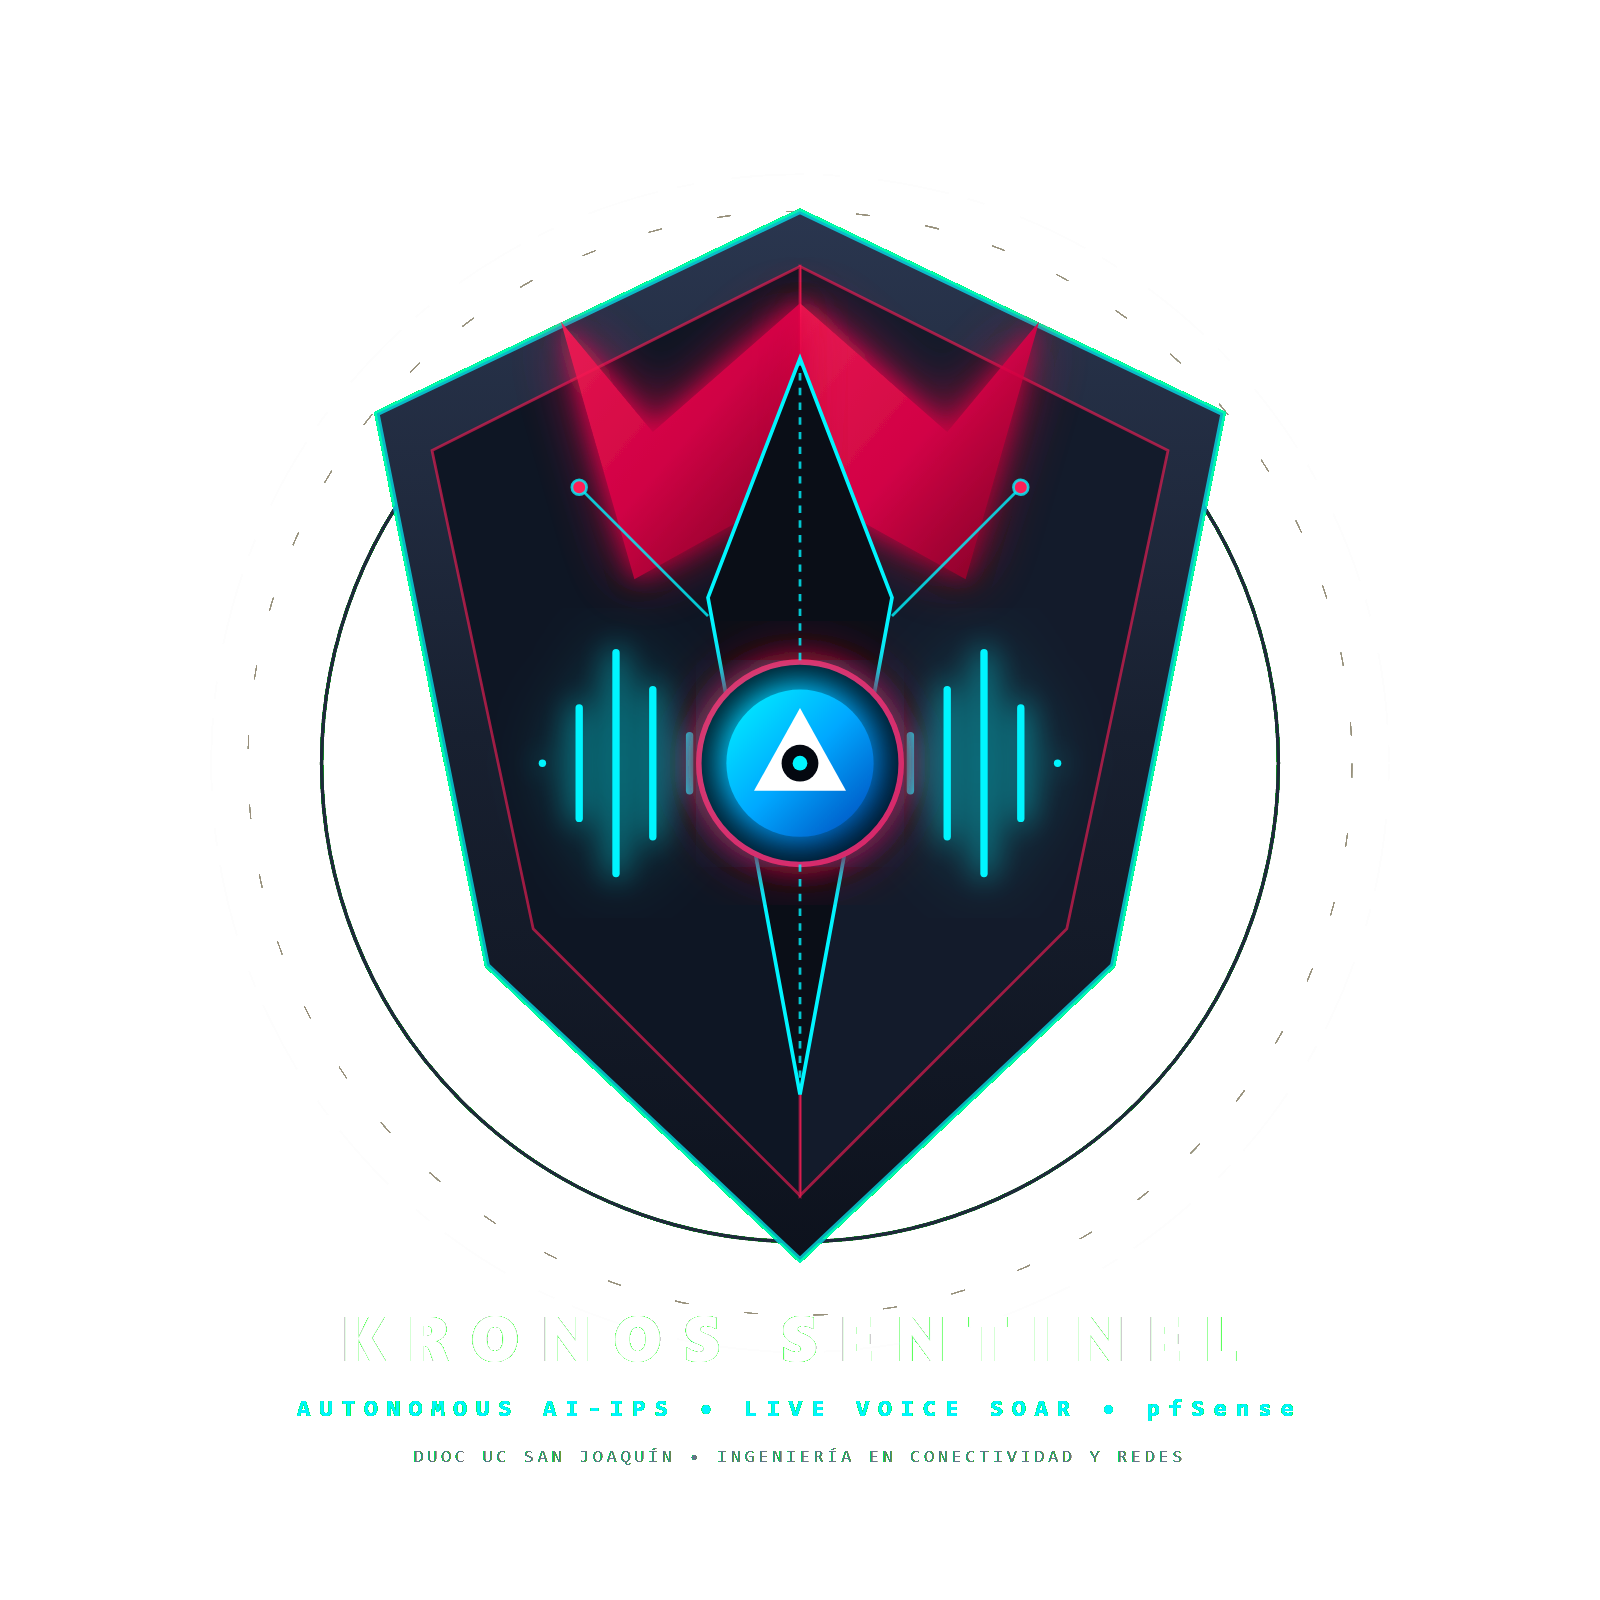 KRONOS SENTINEL
AUTONOMOUS AI-IPS • LIVE VOICE SOAR • pfSense
DUOC UC SAN JOAQUÍN • INGENIERÍA EN CONECTIVIDAD Y REDES